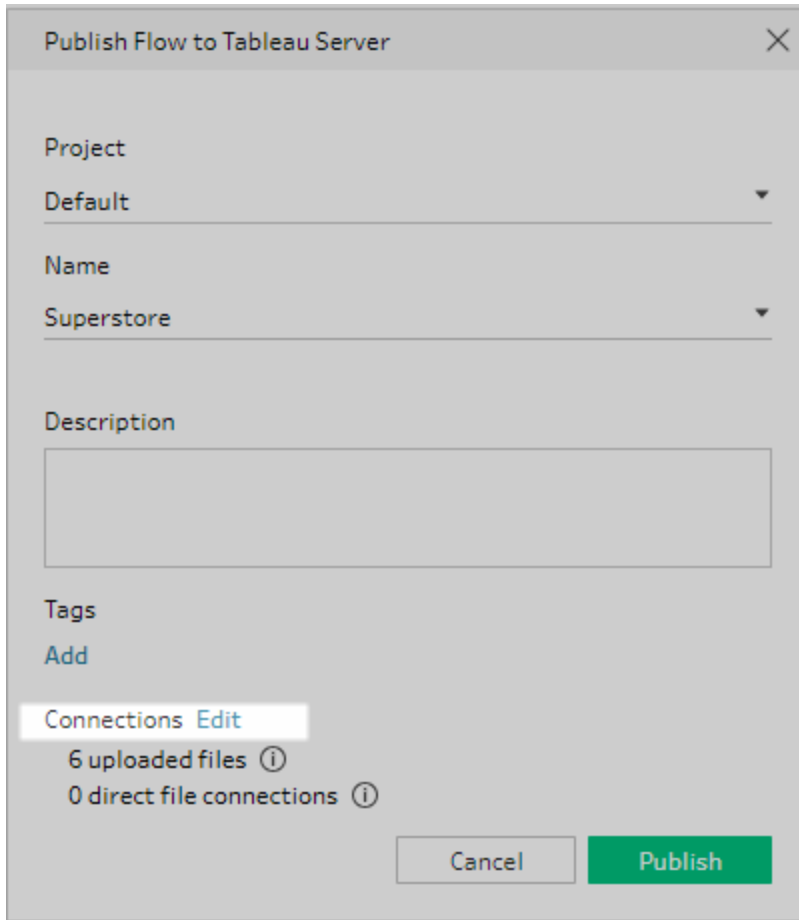 Publish Flow to Tableau Server
Project
Default
Name
Superstore
Description
Tags
Add
Connections Edit
6 uploaded files
0 direct file connections
Cancel Publish